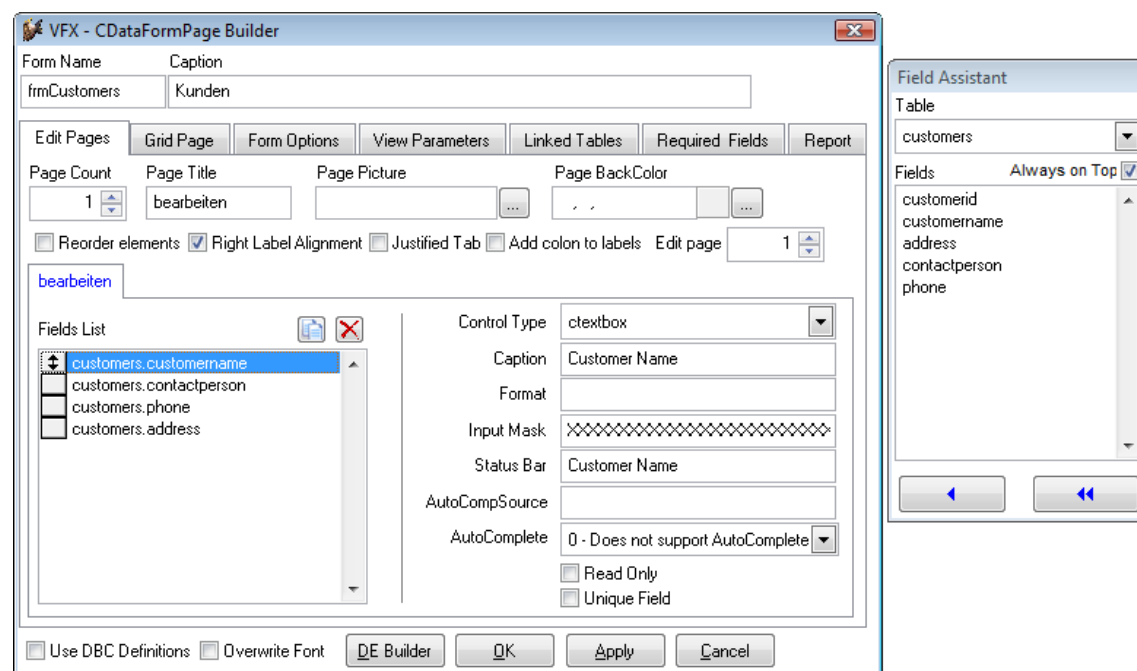 VFX - CDataFormPage Builder
Form Name Caption
frmCustomers Kunden
Edit Pages Grid Page Form Options View Parameters Linked Tables Required Fields Report
Page Count Page Title Page Picture Page BackColor
1 bearbeiten ... , , ...
Reorder elements Right Label Alignment Justified Tab Add colon to labels Edit page 1
bearbeiten
Fields List
customers.customername
customers.contactperson
customers.phone
customers.address
Control Type ctextbox
Caption Customer Name
Format
Input Mask
Status Bar Customer Name
AutoCompSource
AutoComplete 0 - Does not support AutoComplete
Read Only
Unique Field
Use DBC Definitions Overwrite Font DE Builder OK Apply Cancel
Field Assistant
Table
customers
Fields Always on Top
customerid
customername
address
contactperson
phone